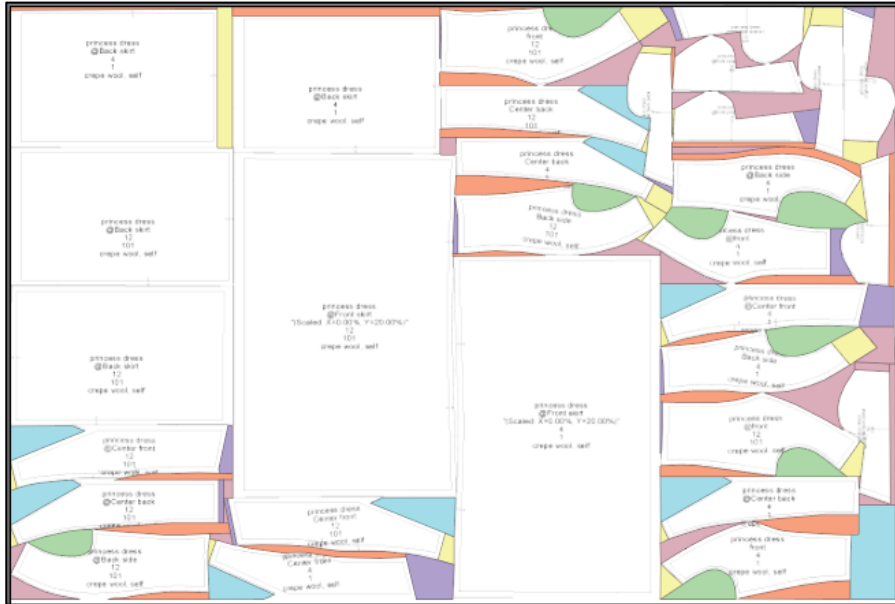 princess dress
@Back skirt
4
1
crepe wool, self
princess dress
@Back skirt
4
1
crepe wool, self
princess dress
front
12
101
crepe wool, self
princess dress
Center back
12
101
princess dress
Center back
12
princess dress
@Back side
4
1
crepe wool
princess dress
@Back skirt
12
101
crepe wool, self
princess dress
Back side
12
101
crepe wool, self
princess dress
@front
4
1
crepe wool, self
princess dress
@Front skirt
"(Scaled: X=0.00%, Y=20.00%)"
12
101
crepe wool, self
princess dress
@Center front
4
princess dress
@Back skirt
12
101
crepe wool, self
princess dress
Back side
4
1
crepe wool, self
princess dress
@Front skirt
"(Scaled: X=0.00%, Y=20.00%)"
4
1
crepe wool, self
princess dress
@front
12
101
crepe wool, self
princess dress
@Center front
12
101
princess dress
@Center back
12
101
princess dress
@Center back
4
princess dress
Center front
12
101
crepe wool, self
princess dress
@Back side
12
101
crepe wool, self
Center front
4
1
crepe wool, self
princess dress
front
4
1
crepe wool, self